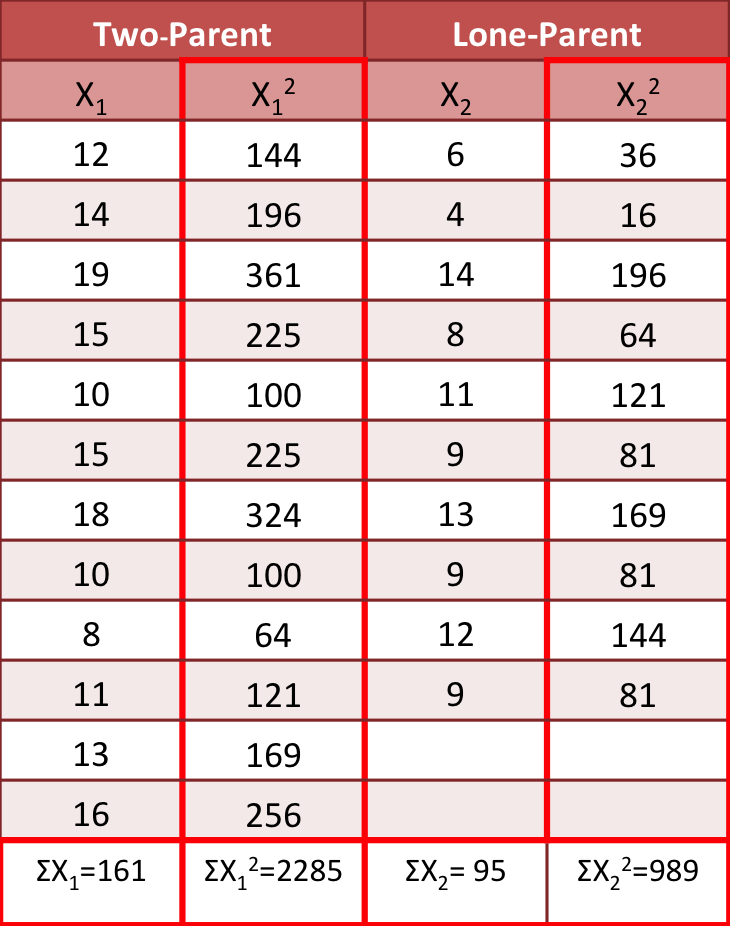 Two-Parent Lone-Parent
X₁ X₁² X₂ X₂²
12 144 6 36
14 196 4 16
19 361 14 196
15 225 8 64
10 100 11 121
15 225 9 81
18 324 13 169
10 100 9 81
8 64 12 144
11 121 9 81
13 169
16 256
ΣX₁=161 ΣX₁²=2285 ΣX₂= 95 ΣX₂²=989